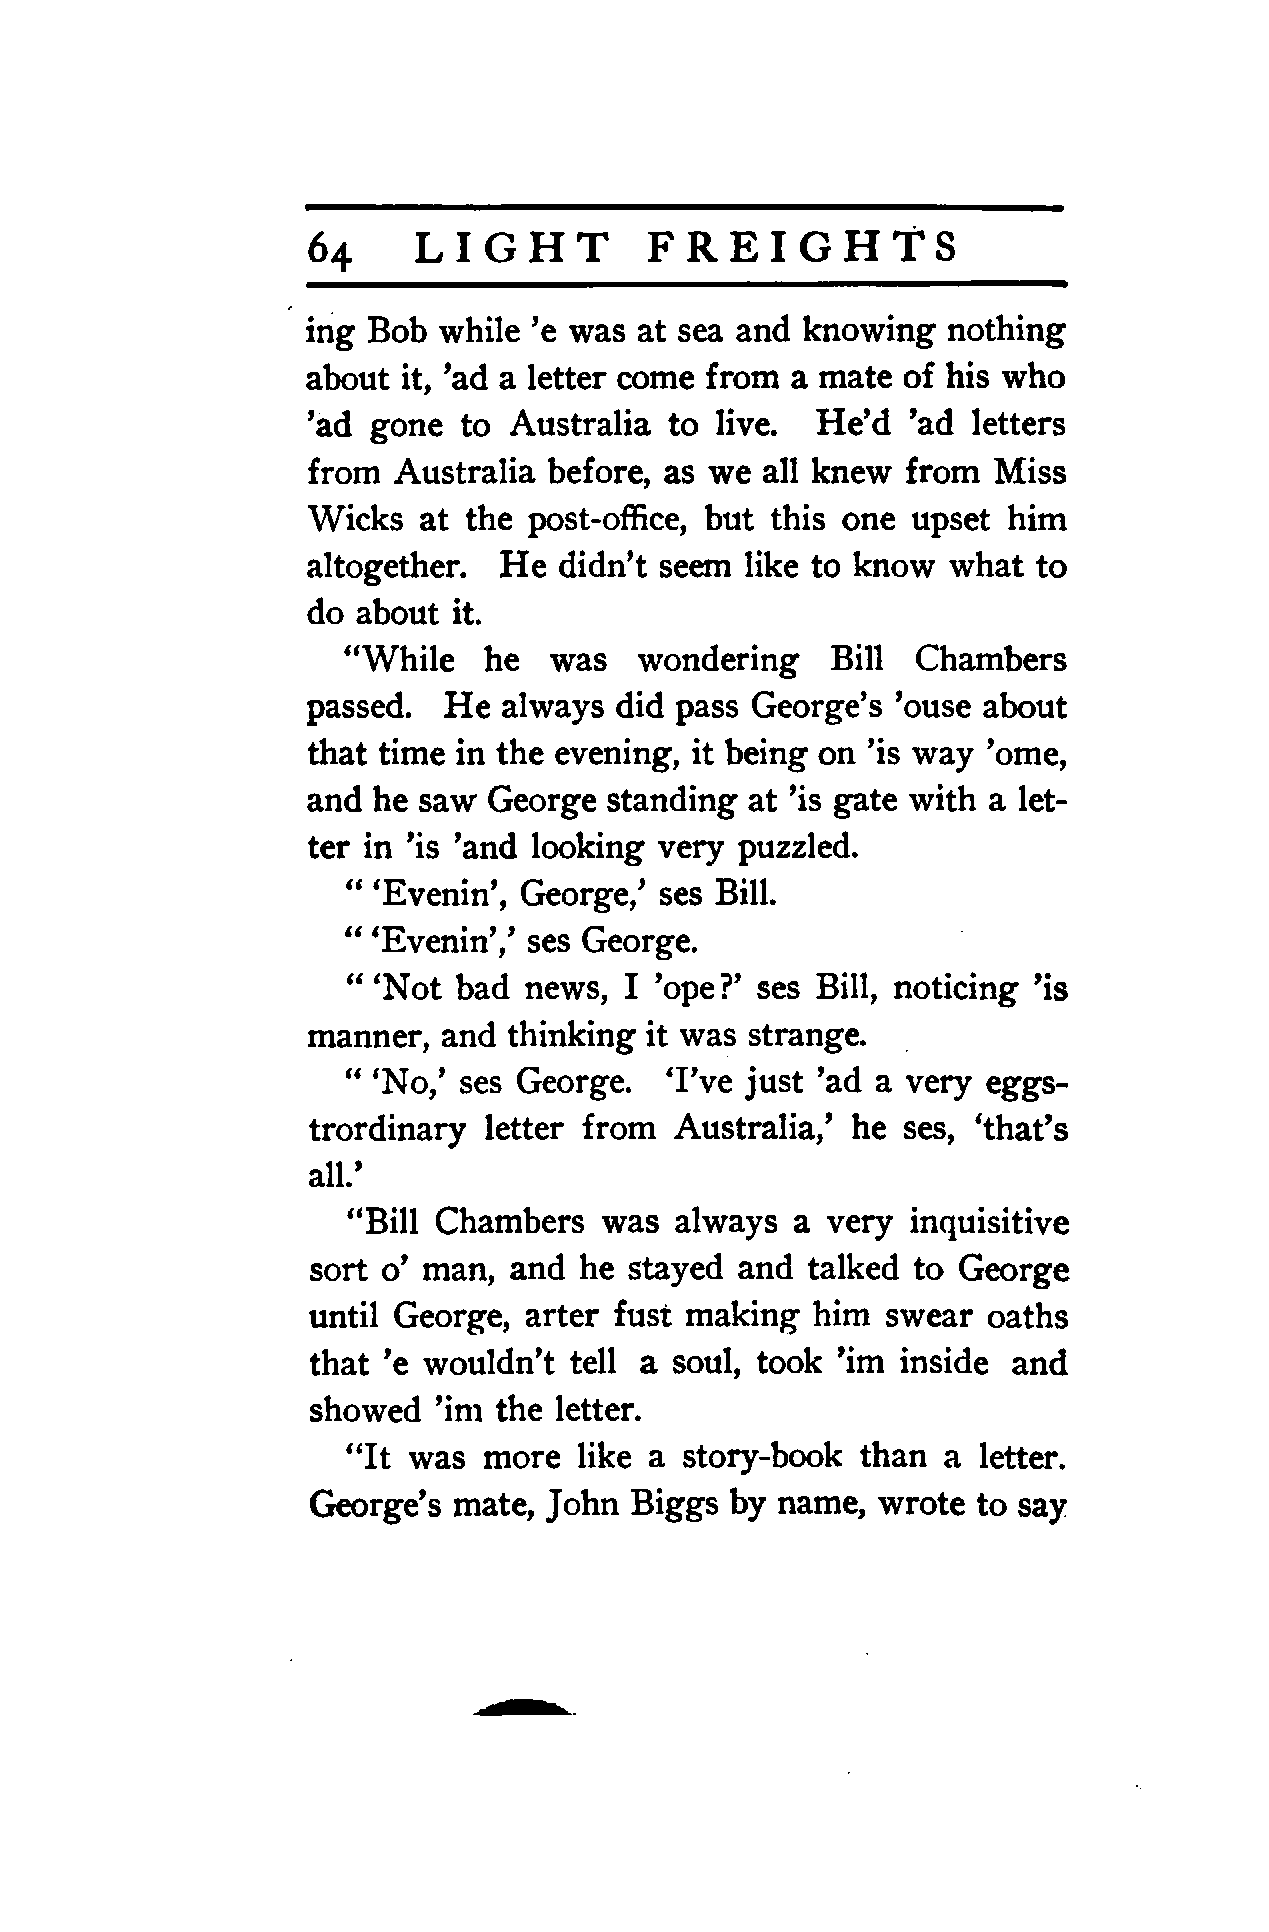 64 LIGHT FREIGHTS
ing Bob while ’e was at sea and knowing nothing
about it, ’ad a letter come from a mate of his who
’ad gone to Australia to live. He’d ’ad letters
from Australia before, as we all knew from Miss
Wicks at the post-office, but this one upset him
altogether. He didn’t seem like to know what to
do about it.
“While he was wondering Bill Chambers
passed. He always did pass George’s ’ouse about
that time in the evening, it being on ’is way ’ome,
and he saw George standing at ’is gate with a let-
ter in ’is ’and looking very puzzled.
“ ‘Evenin’, George,’ ses Bill.
“ ‘Evenin’,’ ses George.
“ ‘Not bad news, I ’ope?’ ses Bill, noticing ’is
manner, and thinking it was strange.
“ ‘No,’ ses George. ‘I’ve just ’ad a very eggs-
trordinary letter from Australia,’ he ses, ‘that’s
all.’
“Bill Chambers was always a very inquisitive
sort o’ man, and he stayed and talked to George
until George, arter fust making him swear oaths
that ’e wouldn’t tell a soul, took ’im inside and
showed ’im the letter.
“It was more like a story-book than a letter.
George’s mate, John Biggs by name, wrote to say